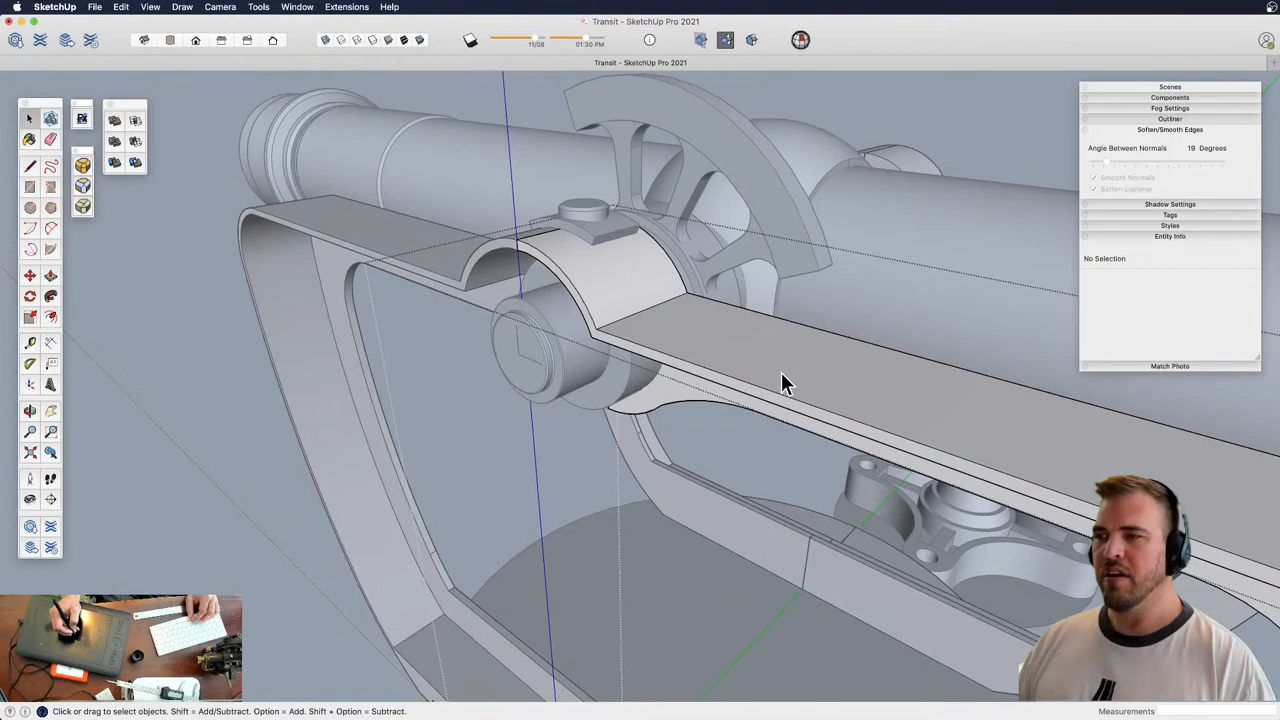 SketchUp File Edit View Draw Camera Tools Window Extensions Help
Transit - SketchUp Pro 2021
11/08 01:30 PM
Transit - SketchUp Pro 2021
Scenes
Components
Fog Settings
Outliner
Soften/Smooth Edges
Angle Between Normals 19 Degrees
Smooth Normals
Soften coplanar
Shadow Settings
Tags
Styles
Entity Info
No Selection
Match Photo
Click or drag to select objects. Shift = Add/Subtract. Option = Add. Shift + Option = Subtract.
Measurements